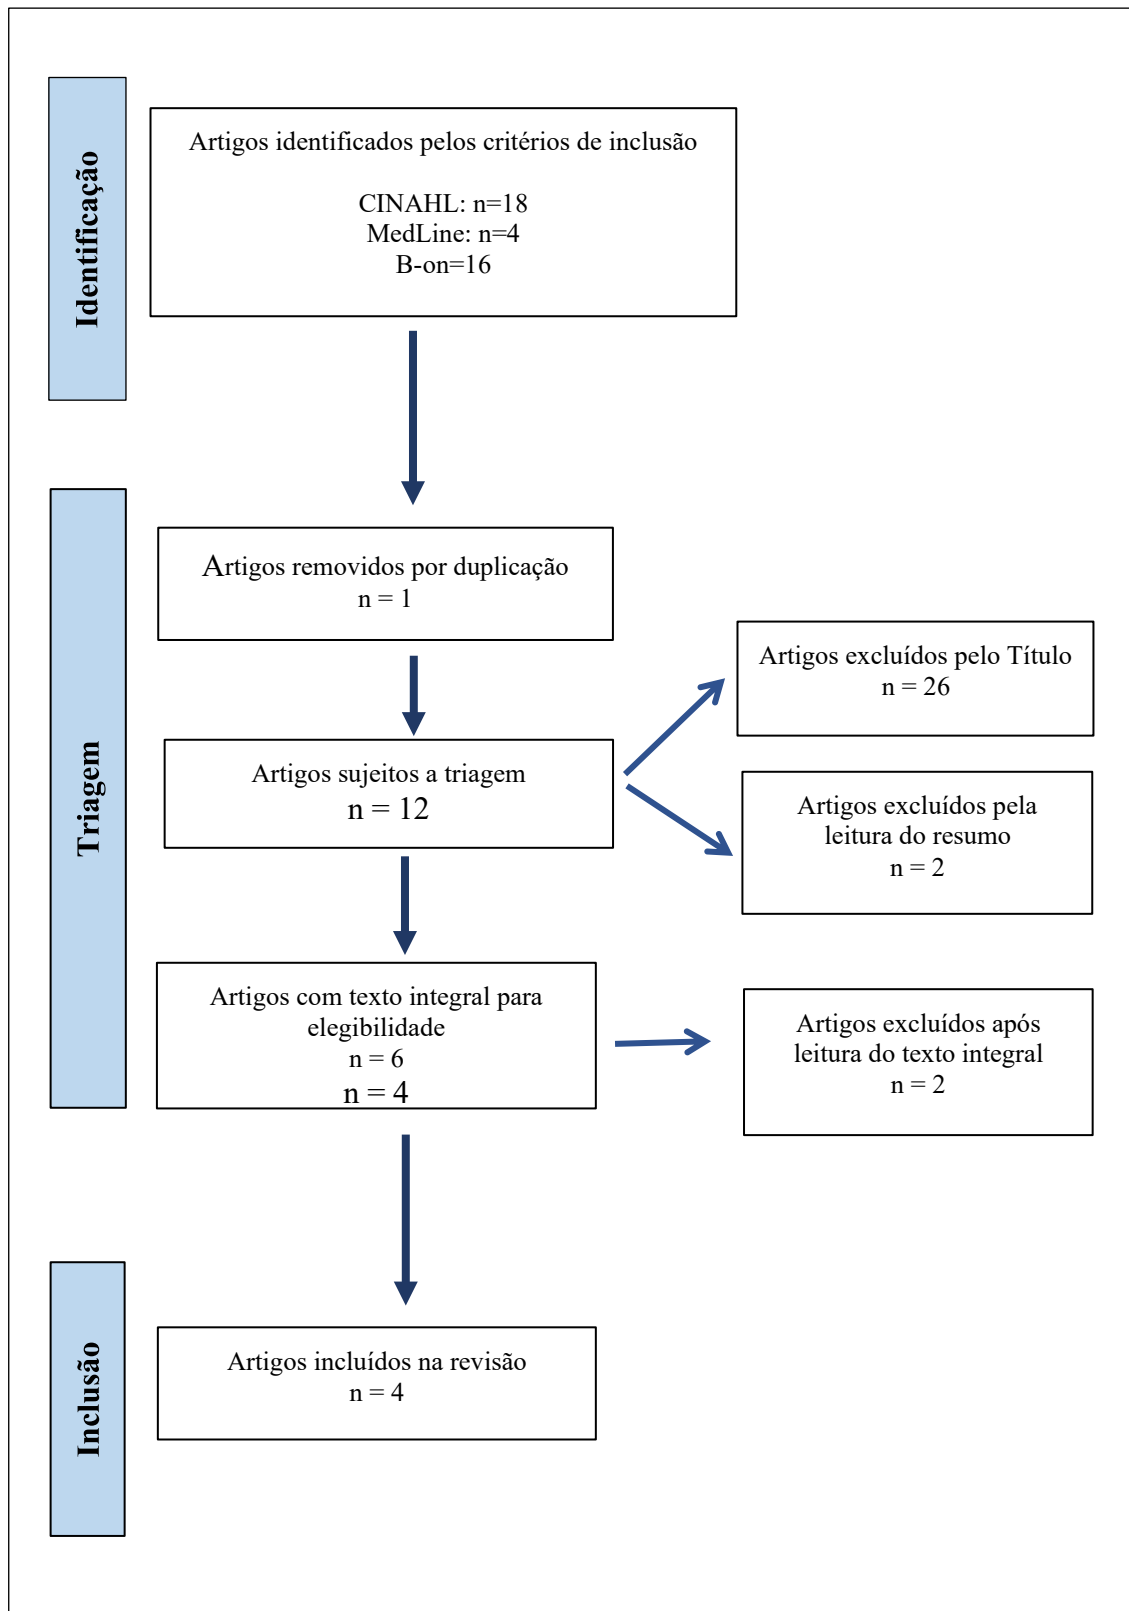 Identificação
Artigos identificados pelos critérios de inclusão
CINAHL: n=18
MedLine: n=4
B-on=16
Triagem
Artigos removidos por duplicação
n = 1
Artigos sujeitos a triagem
n = 12
Artigos excluídos pelo Título
n = 26
Artigos excluídos pela
leitura do resumo
n = 2
Artigos com texto integral para
elegibilidade
n = 6
n = 4
Artigos excluídos após
leitura do texto integral
n = 2
Inclusão
Artigos incluídos na revisão
n = 4